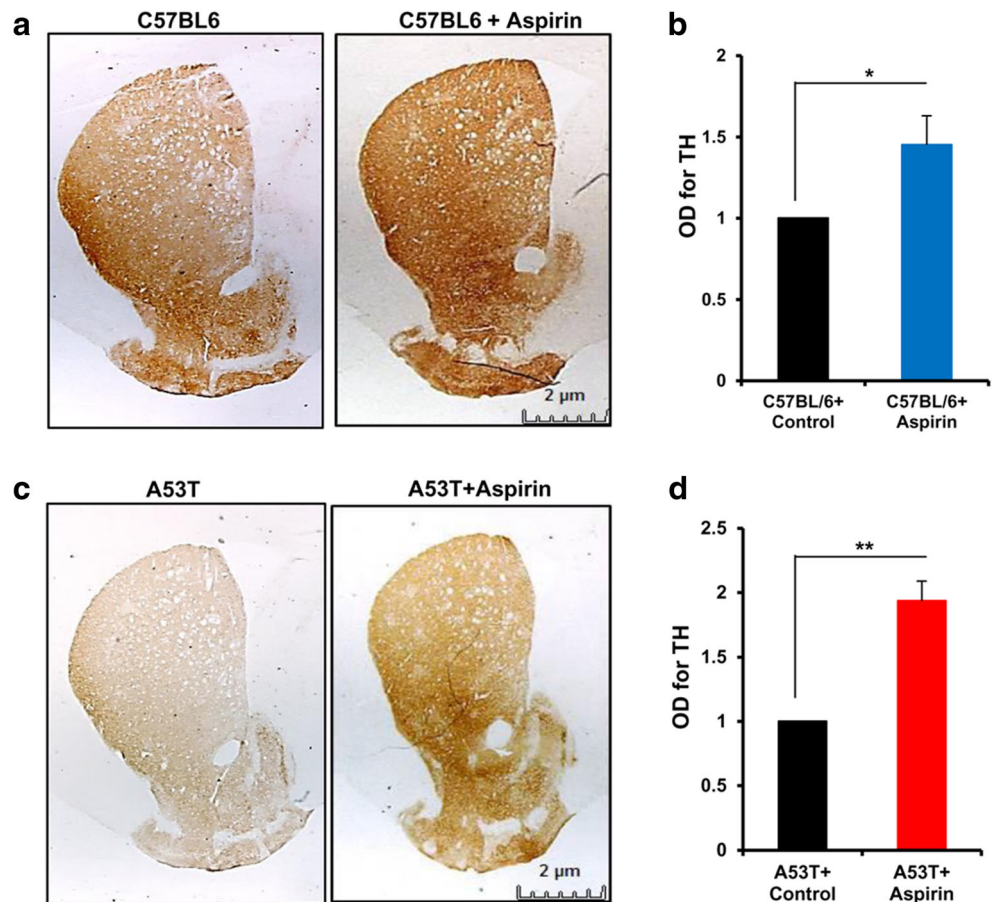 a
C57BL6
C57BL6 + Aspirin
2 µm
b
OD for TH
2
1.5
1
0.5
0
*
C57BL/6+
Control
C57BL/6+
Aspirin
c
A53T
A53T+Aspirin
2 µm
d
OD for TH
2.5
2
1.5
1
0.5
0
**
A53T+
Control
A53T+
Aspirin